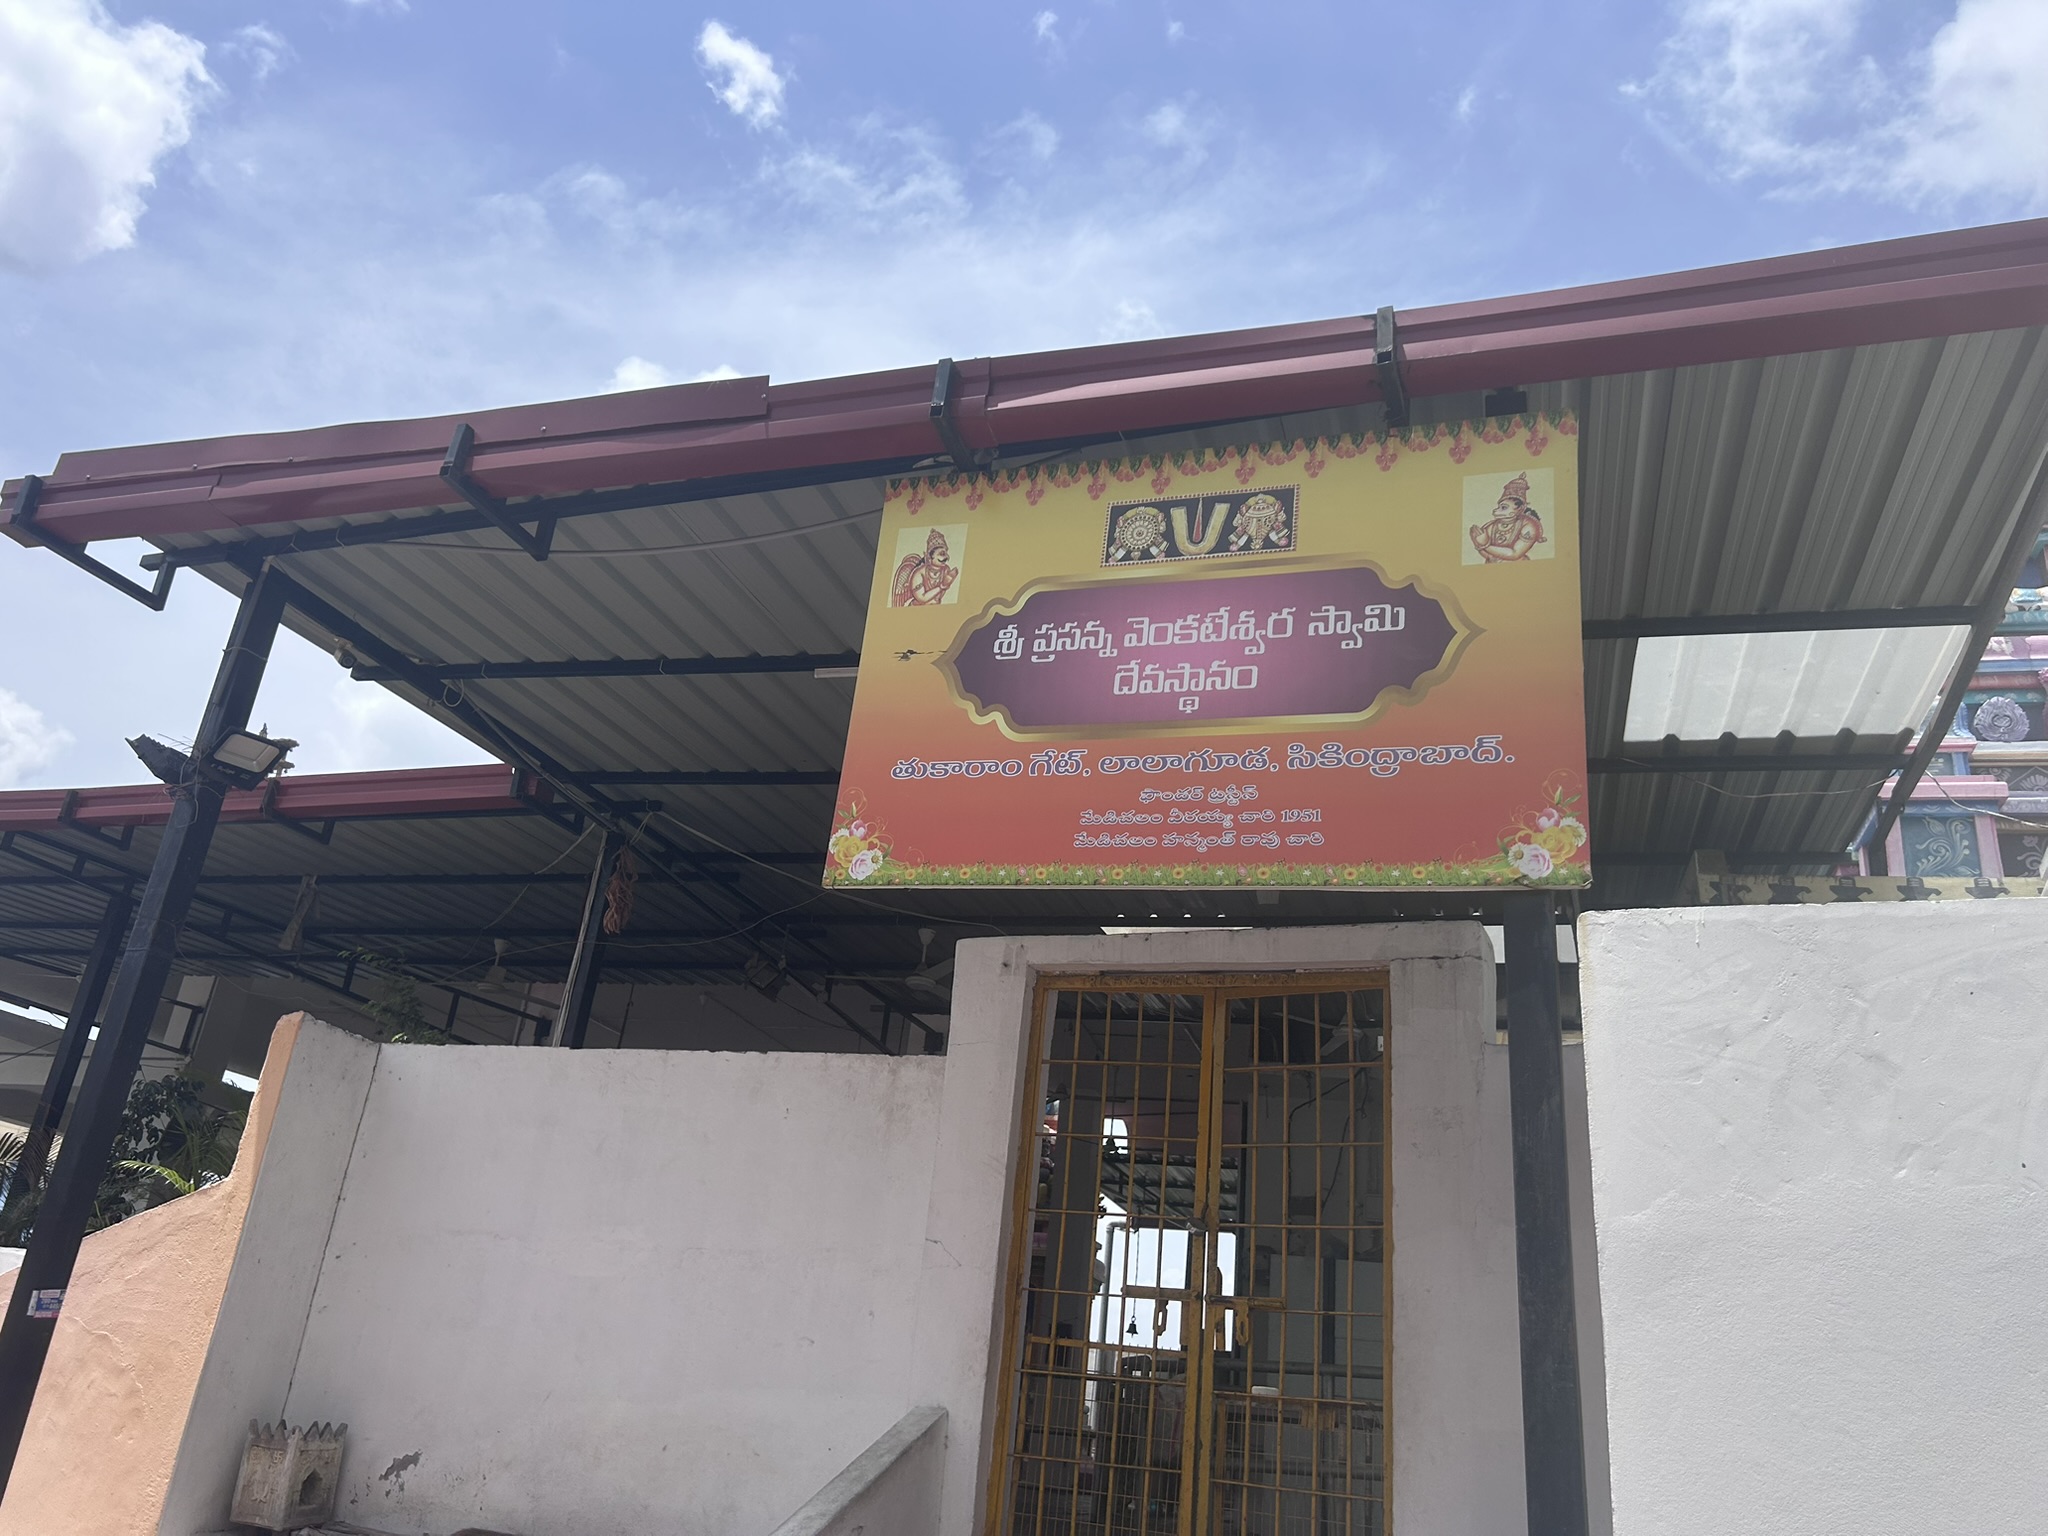 శ్రీ ప్రసన్న వెంకటేశ్వర స్వామి
దేవస్థానం
తుకారాం గేట్, లాలాగూడ, సికింద్రాబాద్.
ఫౌండర్ ట్రస్టీస్
మేడిచలం వీరయ్య చారి 1951
మేడిచలం హన్మంత్ రావు చారి